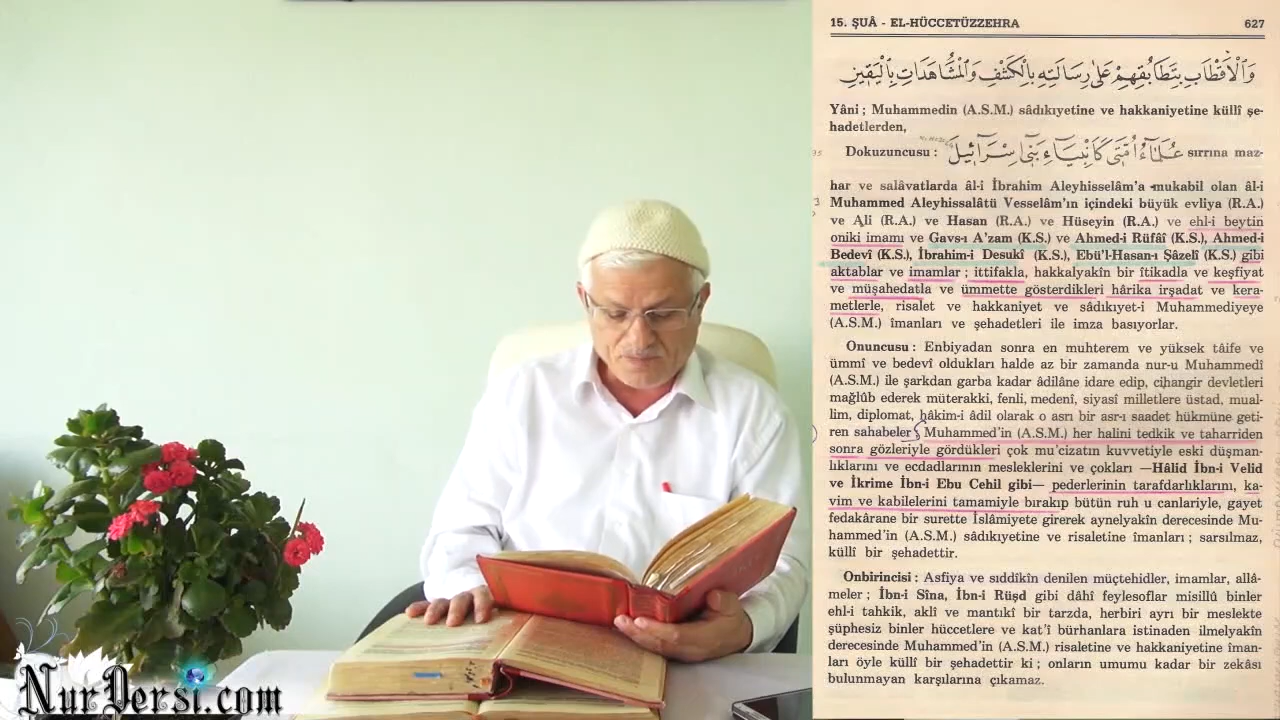 15. ŞUÂ - EL-HÜCCETÜZZEHRA 627
وَالْاَقْطَابِ بِتَطَابُقِهِمْ عَلٰى رِسَالَتِهِ بِالْكَشْفِ وَالْمُشَاهَدَاتِ بِالْيَقِينِ
Yâni ; Muhammedin (A.S.M.) sâdıkıyetine ve hakkaniyetine küllî şe-
hadetlerden,
Dokuzuncusu : عُلَمَٓاءُ اُمَّتٖى كَاَنْبِيَٓاءِ بَنٖٓى اِسْرَٓائٖيلَ sırrına maz-
har ve salâvatlarda âl-i İbrahim Aleyhisselâm'a mukabil olan âl-i
Muhammed Aleyhissalâtü Vesselâm'ın içindeki büyük evliya (R.A.)
ve Ali (R.A.) ve Hasan (R.A.) ve Hüseyin (R.A.) ve ehl-i beytin
oniki imamı ve Gavs-ı A'zam (K.S.) ve Ahmed-i Rüfâî (K.S.), Ahmed-i
Bedevî (K.S.), İbrahim-i Desukî (K.S.), Ebü'l-Hasan-ı Şâzelî (K.S.) gibi
aktablar ve imamlar ; ittifakla, hakkalyakîn bir îtikadla ve keşfiyat
ve müşahedatla ve ümmette gösterdikleri hârika irşadat ve kera-
metlerle, risalet ve hakkaniyet ve sâdıkıyet-i Muhammediyeye
(A.S.M.) îmanları ve şehadetleri ile imza basıyorlar.
Onuncusu : Enbiyadan sonra en muhterem ve yüksek tâife ve
ümmî ve bedevî oldukları halde az bir zamanda nur-u Muhammedî
(A.S.M.) ile şarkdan garba kadar âdilâne idare edip, cihangir devletleri
mağlûb ederek müterakki, fenli, medenî, siyasî milletlere üstad, mual-
lim, diplomat, hâkim-i âdil olarak o asrı bir asr-ı saadet hükmüne geti-
ren sahabeler ; Muhammed'in (A.S.M.) her halini tedkik ve taharriden
sonra gözleriyle gördükleri çok mu'cizatın kuvvetiyle eski düşman-
lıklarını ve ecdadlarının mesleklerini ve çokları —Hâlid İbn-i Velid
ve İkrime İbn-i Ebu Cehil gibi— pederlerinin tarafdarlıklarını, ka-
vim ve kabilelerini tamamiyle bırakıp bütün ruh u canlariyle, gayet
fedakârane bir surette İslâmiyete girerek aynelyakîn derecesinde Mu-
hammed'in (A.S.M.) sâdıkıyetine ve risaletine îmanları ; sarsılmaz,
küllî bir şehadettir.
Onbirincisi : Asfiya ve sıddîkîn denilen müçtehidler, imamlar, allâ-
meler ; İbn-i Sîna, İbn-i Rüşd gibi dâhî feylesoflar misillû binler
ehl-i tahkik, aklî ve mantıkî bir tarzda, herbiri ayrı bir meslekte
şüphesiz binler hüccetlere ve kat'î bürhanlara istinaden ilmelyakîn
derecesinde Muhammed'in (A.S.M.) risaletine ve hakkaniyetine îman-
ları öyle küllî bir şehadettir ki ; onların umumu kadar bir zekâsı
bulunmayan karşılarına çıkamaz.
NurDersi.com